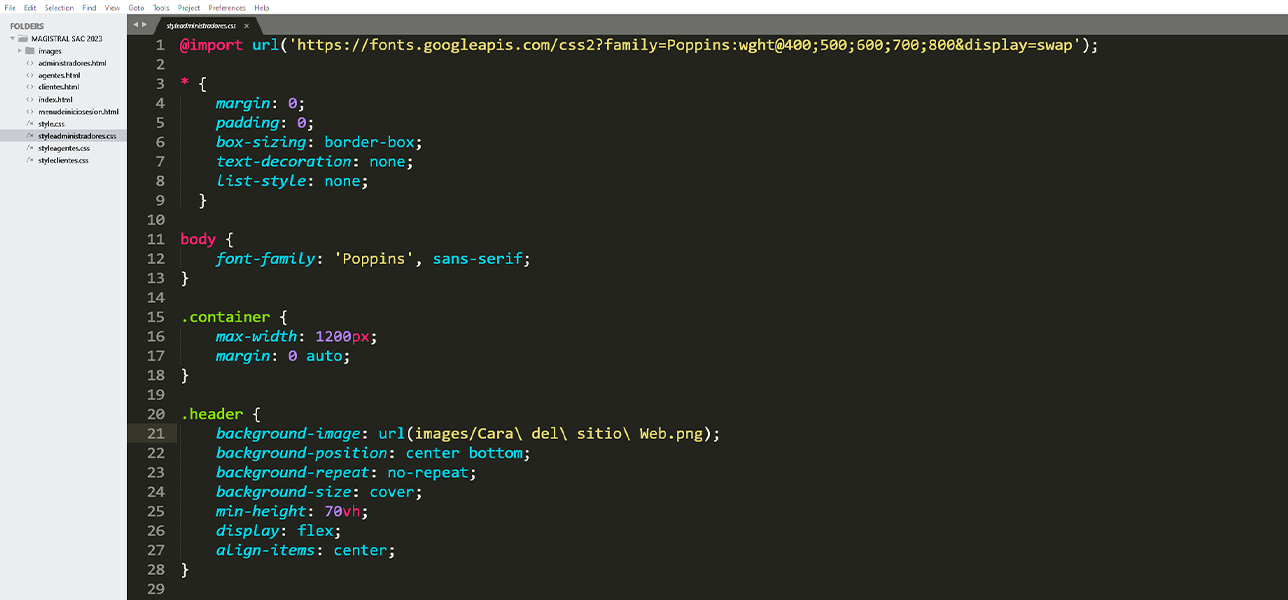 File Edit Selection Find View Goto Tools Project Preferences Help
FOLDERS
MAGISTRAL SAC 2023
images
administradores.html
agentes.html
clientes.html
index.html
menudeiniciosesion.html
style.css
styleadministradores.css
styleagentes.css
styleclientes.css
styleadministradores.css ×
1 @import url('https://fonts.googleapis.com/css2?family=Poppins:wght@400;500;600;700;800&display=swap');
2
3 * {
4 margin: 0;
5 padding: 0;
6 box-sizing: border-box;
7 text-decoration: none;
8 list-style: none;
9 }
10
11 body {
12 font-family: 'Poppins', sans-serif;
13 }
14
15 .container {
16 max-width: 1200px;
17 margin: 0 auto;
18 }
19
20 .header {
21 background-image: url(images/Cara\ del\ sitio\ Web.png);
22 background-position: center bottom;
23 background-repeat: no-repeat;
24 background-size: cover;
25 min-height: 70vh;
26 display: flex;
27 align-items: center;
28 }
29